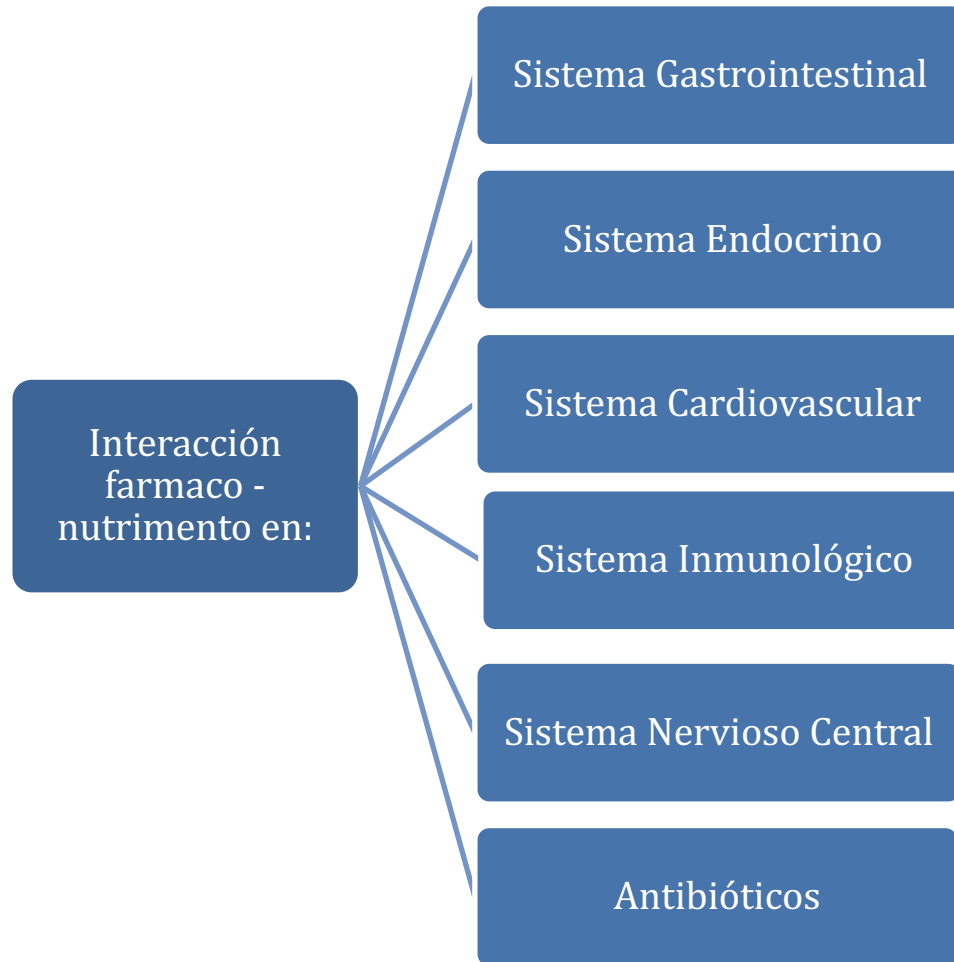 Interacción
farmaco -
nutrimento en:
Sistema Gastrointestinal
Sistema Endocrino
Sistema Cardiovascular
Sistema Inmunológico
Sistema Nervioso Central
Antibióticos